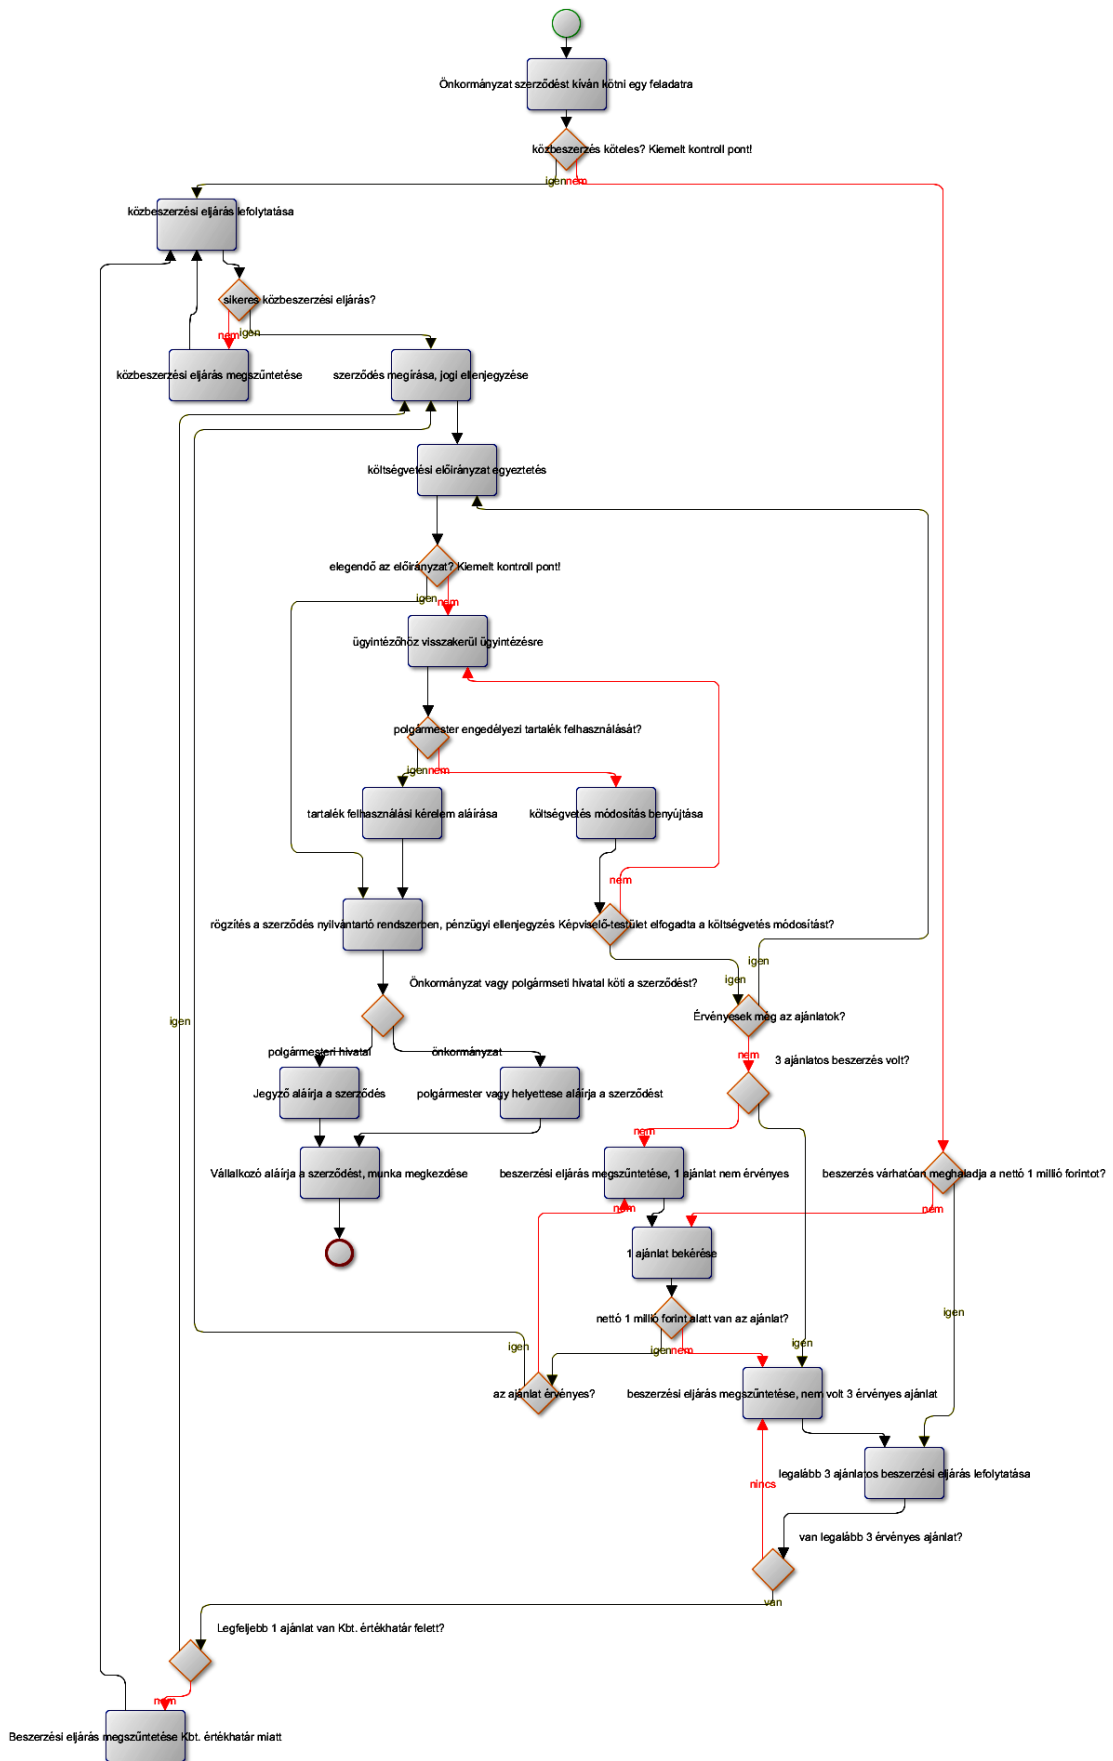 Önkormányzat szerződést kíván kötni egy feladatra
közbeszerzés köteles? Kiemelt kontroll pont!
igen
nem
közbeszerzési eljárás lefolytatása
sikeres közbeszerzési eljárás?
nem
igen
közbeszerzési eljárás megszűntetése
szerződés megírása, jogi ellenjegyzése
költségvetési előirányzat egyeztetés
elegendő az előirányzat? Kiemelt kontroll pont!
igen
nem
ügyintézőhöz visszakerül ügyintézésre
polgármester engedélyezi tartalék felhasználását?
igen
nem
tartalék felhasználási kérelem aláírása
költségvetés módosítás benyújtása
nem
rögzítés a szerződés nyilvántartó rendszerben, pénzügyi ellenjegyzés
Képviselő-testület elfogadta a költségvetés módosítást?
igen
igen
Önkormányzat vagy polgármseti hivatal köti a szerződést?
Érvényesek még az ajánlatok?
igen
polgármesteri hivatal
önkormányzat
nem
3 ajánlatos beszerzés volt?
Jegyző aláírja a szerződés
polgármester vagy helyettese aláírja a szerződést
nem
Vállalkozó aláírja a szerződést, munka megkezdése
beszerzési eljárás megszűntetése, 1 ajánlat nem érvényes
beszerzés várhatóan meghaladja a nettó 1 millió forintot?
nem
nem
1 ajánlat bekérése
igen
nettó 1 millió forint alatt van az ajánlat?
igen
igen
nem
igen
az ajánlat érvényes?
beszerzési eljárás megszűntetése, nem volt 3 érvényes ajánlat
legalább 3 ajánlatos beszerzési eljárás lefolytatása
nincs
van legalább 3 érvényes ajánlat?
van
Legfeljebb 1 ajánlat van Kbt. értékhatár felett?
nem
Beszerzési eljárás megszűntetése Kbt. értékhatár miatt